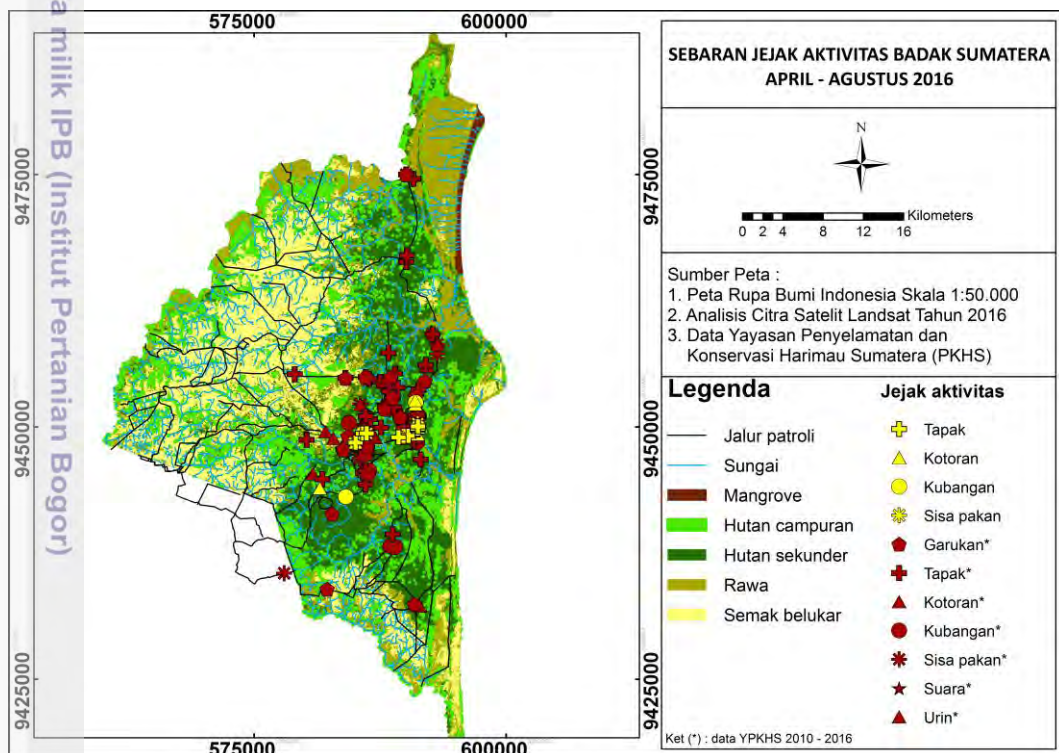 a milik IPB (Institut Pertanian Bogor)
575000
600000
9475000
9450000
9425000
9475000
9450000
9425000
575000
600000
SEBARAN JEJAK AKTIVITAS BADAK SUMATERA
APRIL - AGUSTUS 2016
N
Kilometers
0 2 4 8 12 16
Sumber Peta :
1. Peta Rupa Bumi Indonesia Skala 1:50.000
2. Analisis Citra Satelit Landsat Tahun 2016
3. Data Yayasan Penyelamatan dan
Konservasi Harimau Sumatera (PKHS)
Legenda
Jalur patroli
Sungai
Mangrove
Hutan campuran
Hutan sekunder
Rawa
Semak belukar
Jejak aktivitas
Tapak
Kotoran
Kubangan
Sisa pakan
Garukan*
Tapak*
Kotoran*
Kubangan*
Sisa pakan*
Suara*
Urin*
Ket (*) : data YPKHS 2010 - 2016